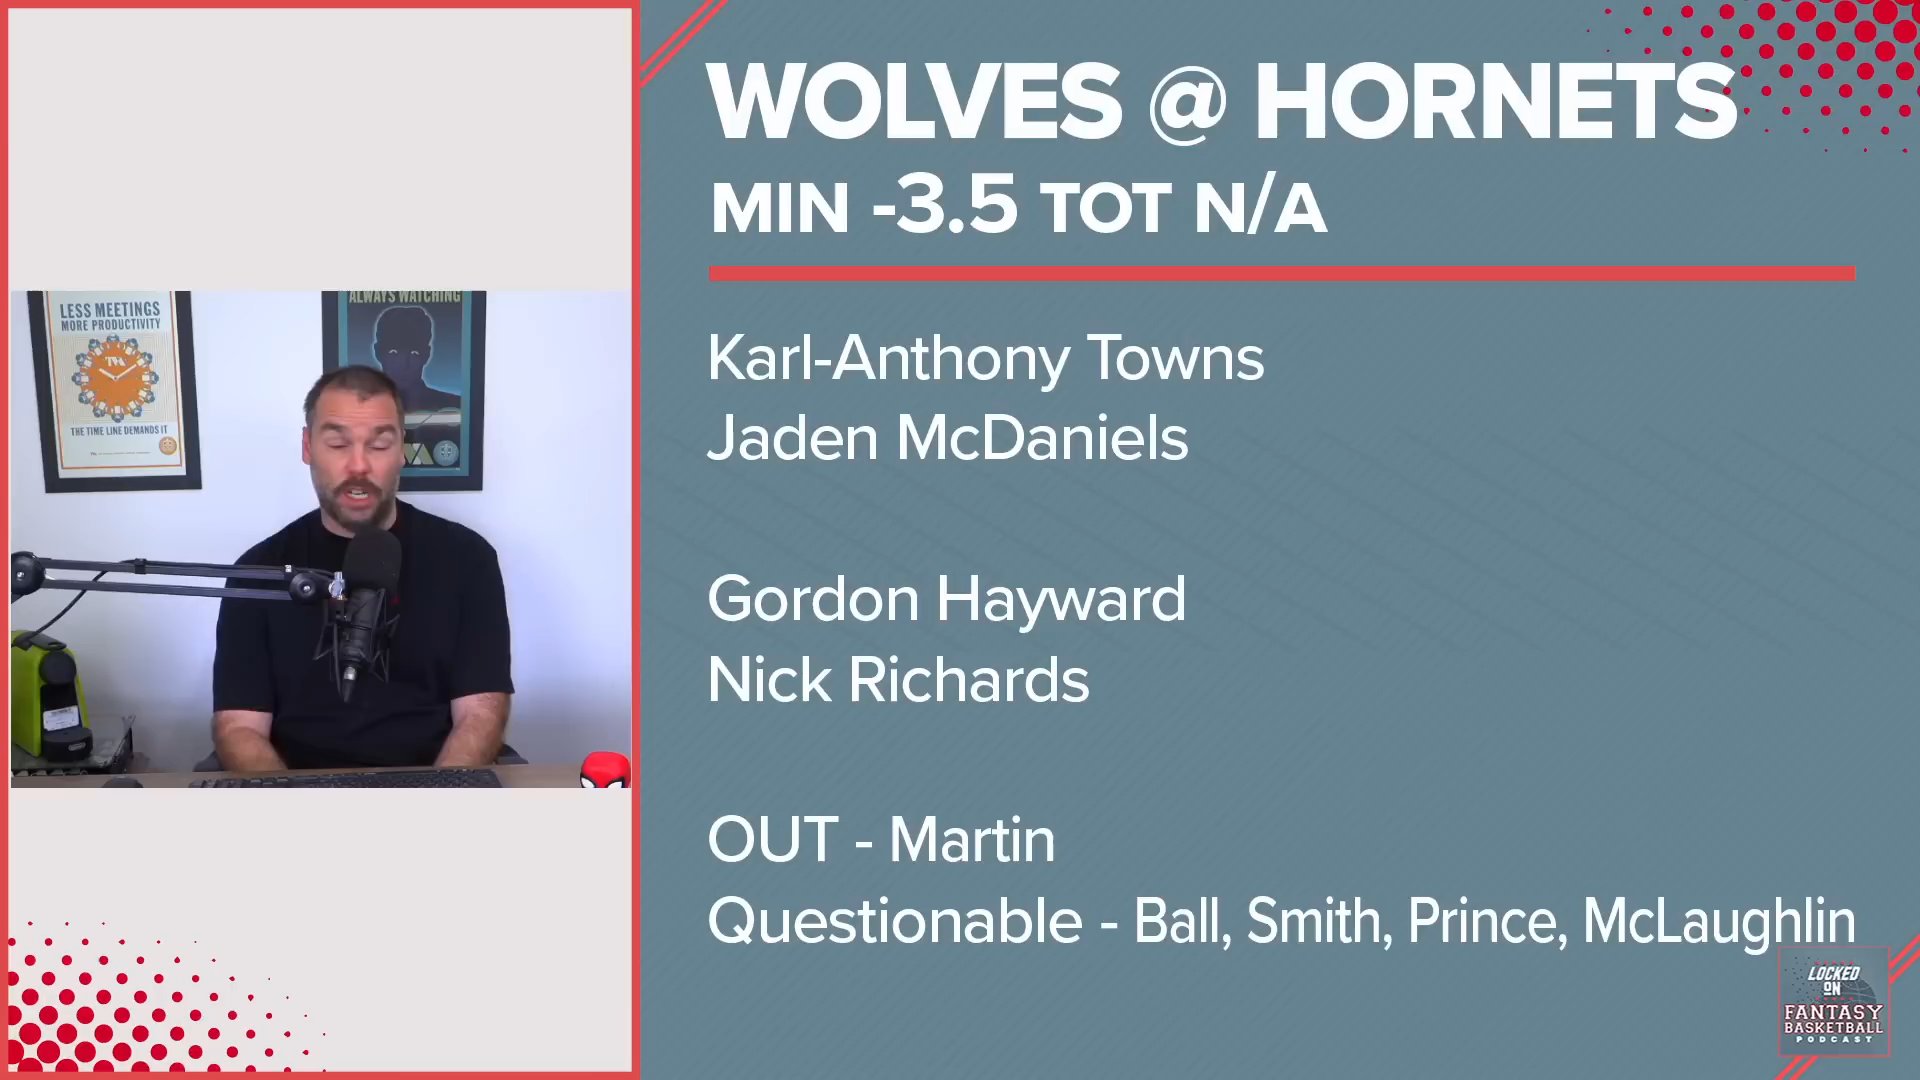 WOLVES @ HORNETS
MIN -3.5 TOT N/A
Karl-Anthony Towns
Jaden McDaniels
Gordon Hayward
Nick Richards
OUT - Martin
Questionable - Ball, Smith, Prince, McLaughlin
LESS MEETINGS
MORE PRODUCTIVITY
TVA
THE TIME LINE DEMANDS IT
ALWAYS WATCHING
LOCKED
ON
FANTASY
BASKETBALL
PODCAST